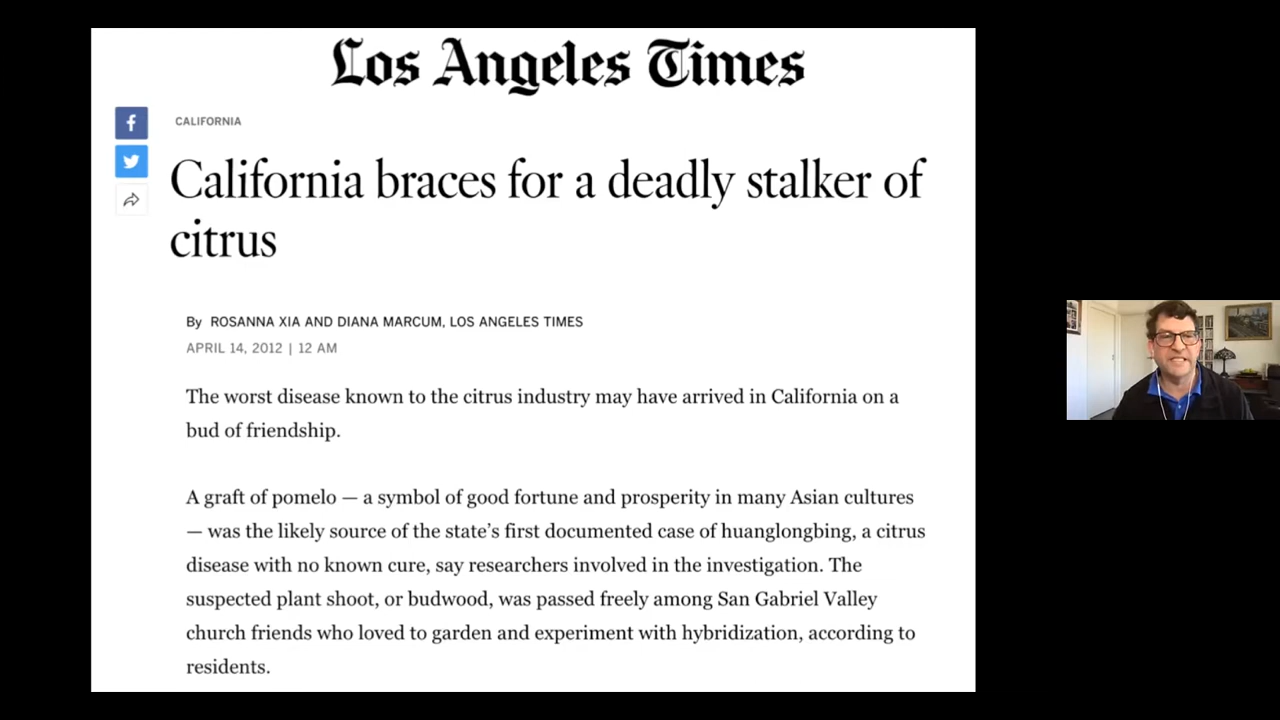 Los Angeles Times
CALIFORNIA
California braces for a deadly stalker of
citrus
By ROSANNA XIA AND DIANA MARCUM, LOS ANGELES TIMES
APRIL 14, 2012 | 12 AM
The worst disease known to the citrus industry may have arrived in California on a
bud of friendship.
A graft of pomelo — a symbol of good fortune and prosperity in many Asian cultures
— was the likely source of the state’s first documented case of huanglongbing, a citrus
disease with no known cure, say researchers involved in the investigation. The
suspected plant shoot, or budwood, was passed freely among San Gabriel Valley
church friends who loved to garden and experiment with hybridization, according to
residents.